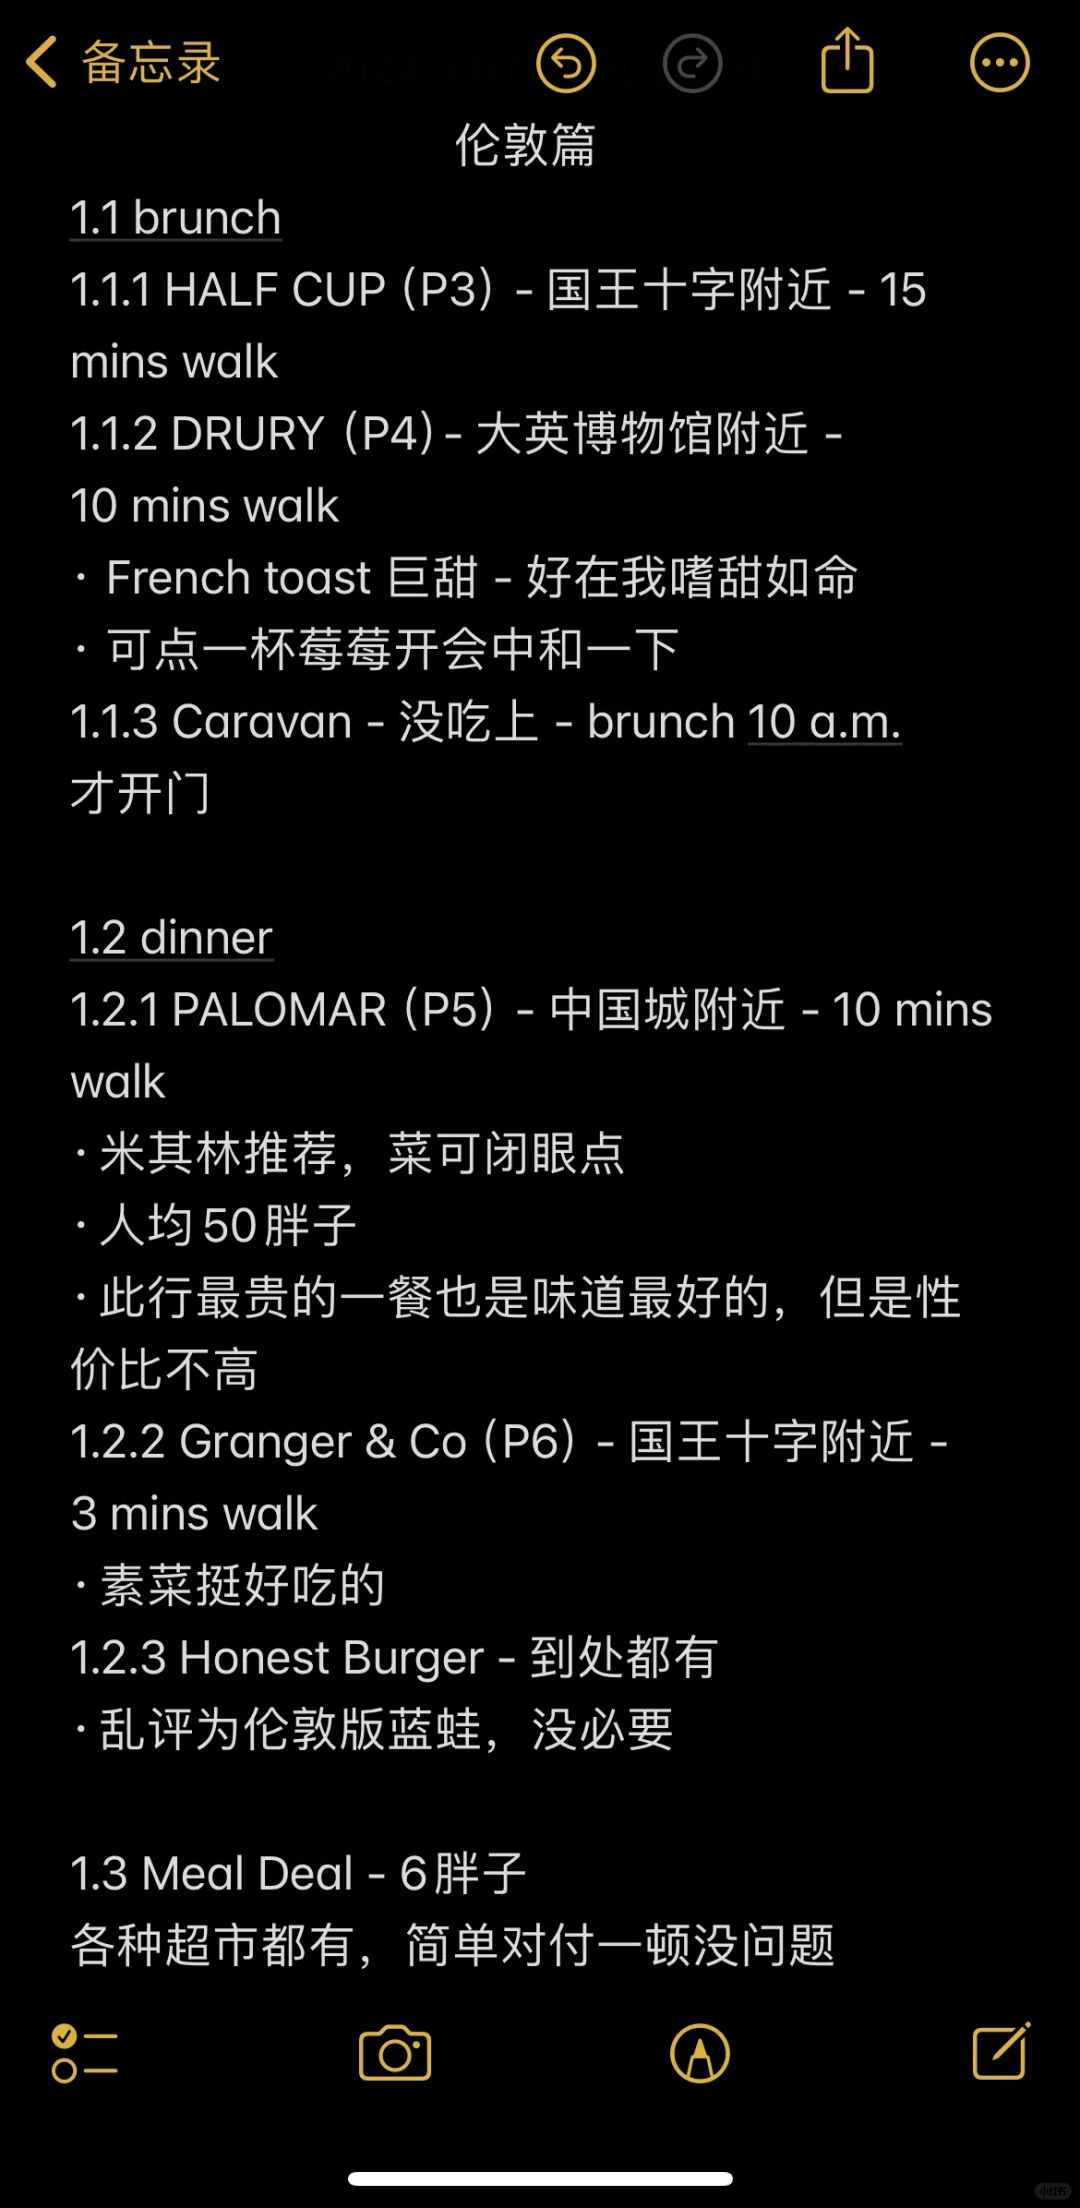 备忘录
伦敦篇
1.1 brunch
1.1.1 HALF CUP（P3）- 国王十字附近 - 15
mins walk
1.1.2 DRURY（P4）- 大英博物馆附近 -
10 mins walk
· French toast 巨甜 - 好在我嗜甜如命
· 可点一杯莓莓开会中和一下
1.1.3 Caravan - 没吃上 - brunch 10 a.m.
才开门
1.2 dinner
1.2.1 PALOMAR（P5）- 中国城附近 - 10 mins
walk
· 米其林推荐，菜可闭眼点
· 人均50胖子
· 此行最贵的一餐也是味道最好的，但是性
价比不高
1.2.2 Granger & Co（P6）- 国王十字附近 -
3 mins walk
· 素菜挺好吃的
1.2.3 Honest Burger - 到处都有
· 乱评为伦敦版蓝蛙，没必要
1.3 Meal Deal - 6胖子
各种超市都有，简单对付一顿没问题
小红书